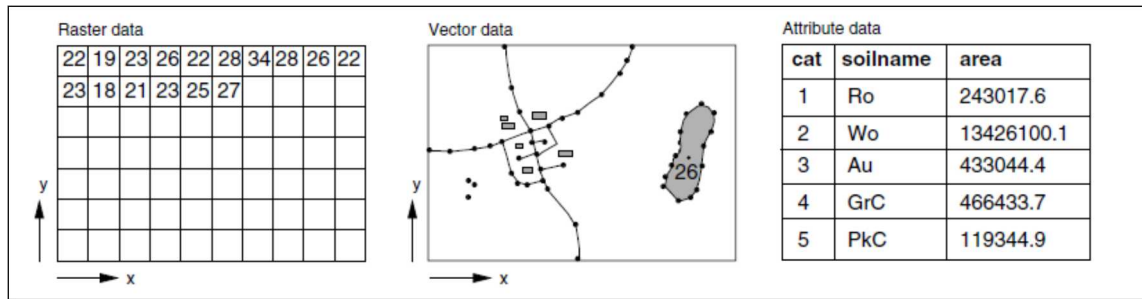 Raster data
22 19 23 26 22 28 34 28 26 22
23 18 21 23 25 27
y
x
Vector data
26
y
x
Attribute data
cat soilname area
1 Ro 243017.6
2 Wo 13426100.1
3 Au 433044.4
4 GrC 466433.7
5 PkC 119344.9